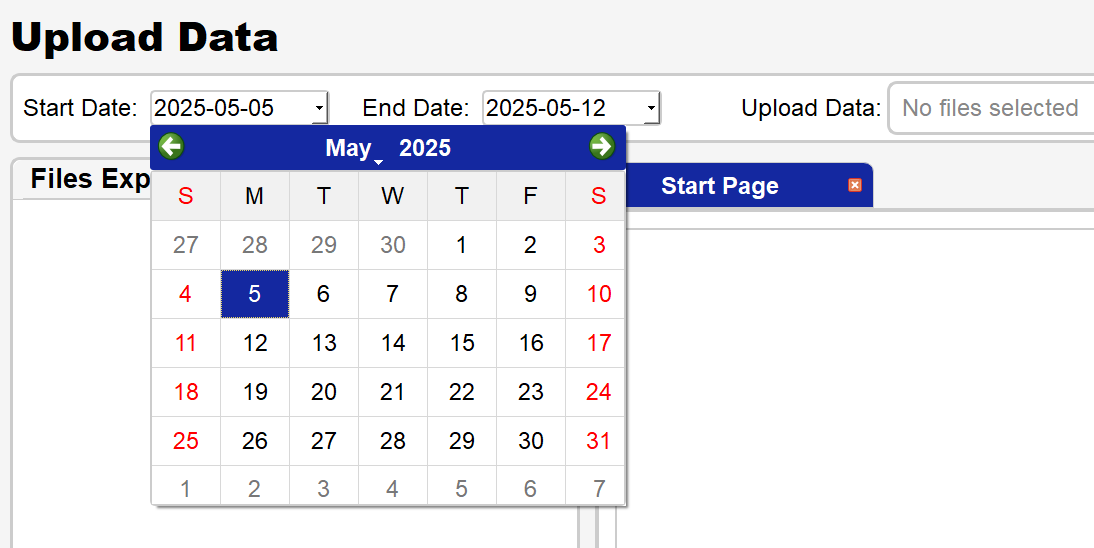 Upload Data
Start Date: 2025-05-05 End Date: 2025-05-12 Upload Data: No files selected
May 2025
Files Exp
Start Page
S M T W T F S
27 28 29 30 1 2 3
4 5 6 7 8 9 10
11 12 13 14 15 16 17
18 19 20 21 22 23 24
25 26 27 28 29 30 31
1 2 3 4 5 6 7